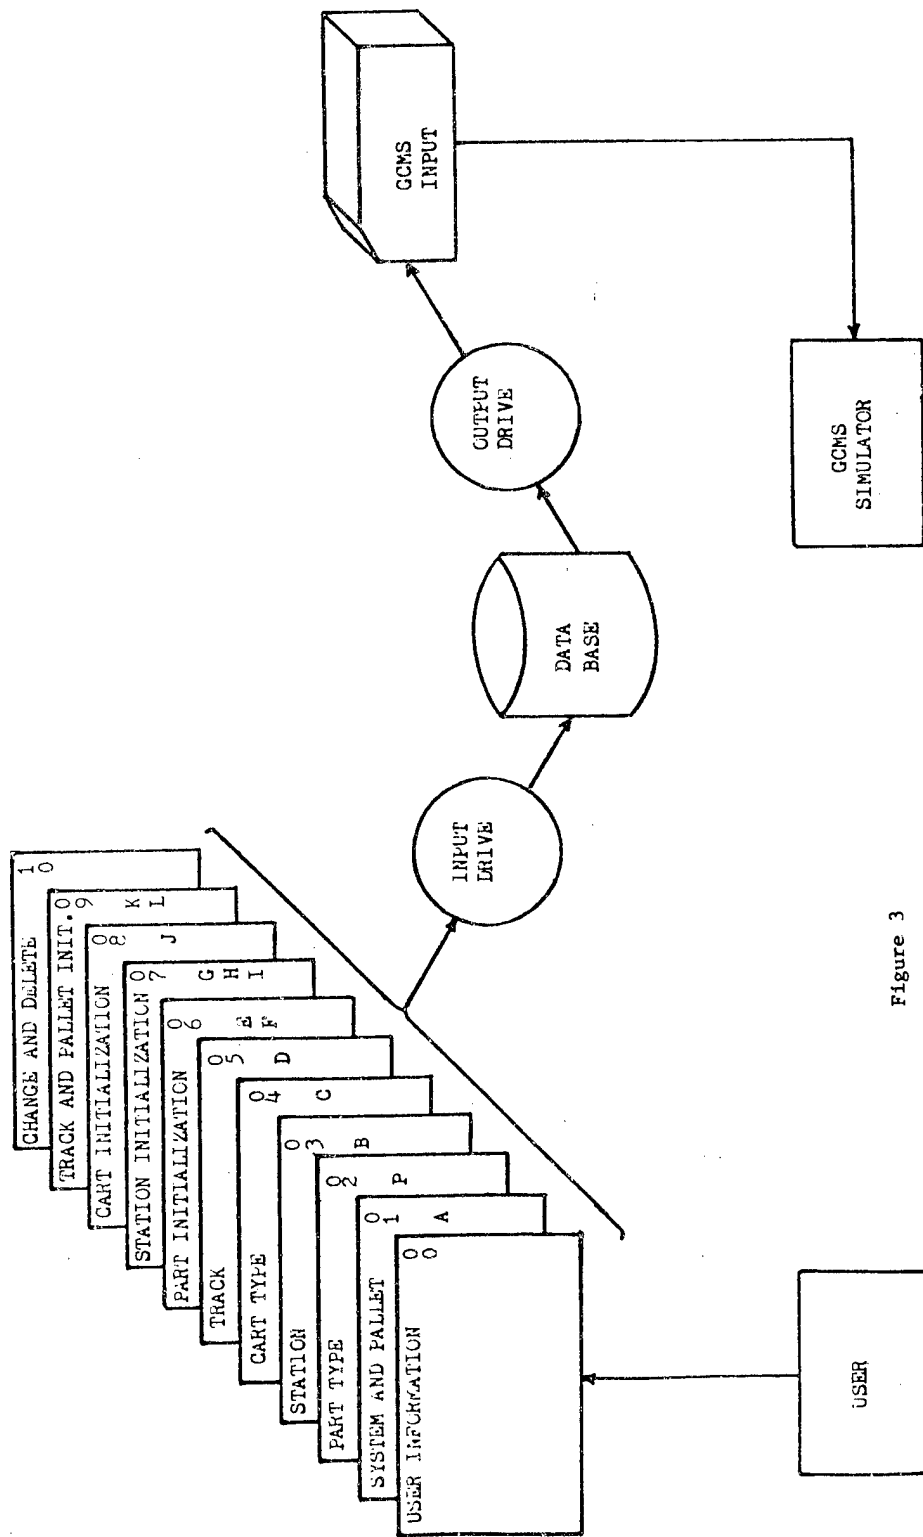 CHANGE AND DELETE
1
0
TRACK AND PALLET INIT.
0
9
K
L
CART INITIALIZATION
0
8
J
STATION INITIALIZATION
0
7
G
H
I
PART INITIALIZATION
0
6
E
F
TRACK
0
5
D
CART TYPE
0
4
C
STATION
0
3
B
PART TYPE
0
2
P
SYSTEM AND PALLET
0
1
A
USER INFORMATION
0
0
USER
INPUT
DRIVE
DATA
BASE
OUTPUT
DRIVE
GCMS
INPUT
GCMS
SIMULATOR
Figure 3